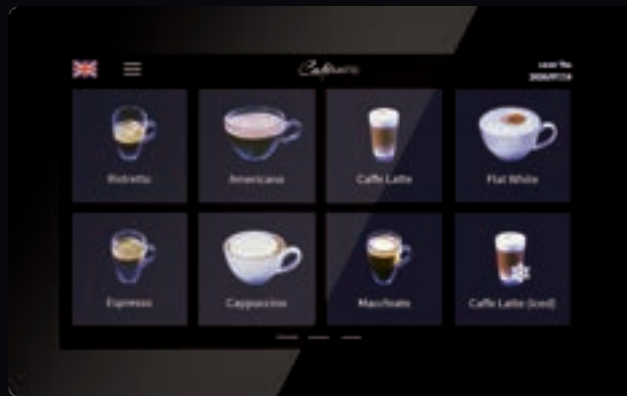 Ristretto
Americano
Caffe Latte
Flat White
Espresso
Cappuccino
Macchiato
Caffe Latte (iced)